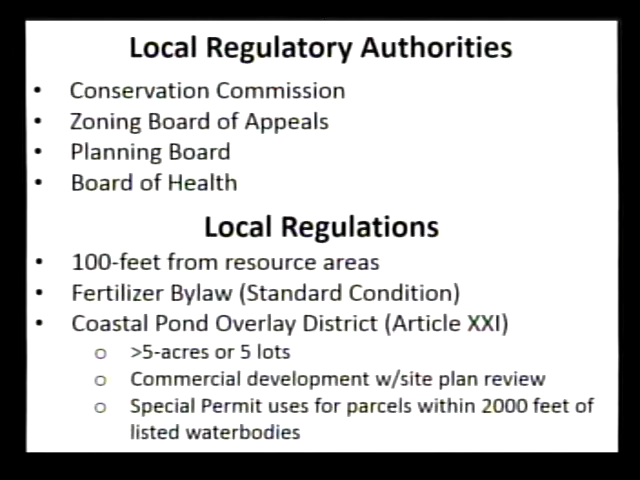 Local Regulatory Authorities
• Conservation Commission
• Zoning Board of Appeals
• Planning Board
• Board of Health
Local Regulations
• 100-feet from resource areas
• Fertilizer Bylaw (Standard Condition)
• Coastal Pond Overlay District (Article XXI)
o >5-acres or 5 lots
o Commercial development w/site plan review
o Special Permit uses for parcels within 2000 feet of
listed waterbodies